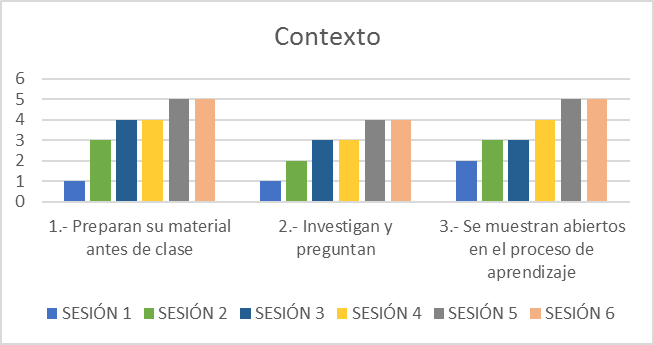 Contexto
6
5
4
3
2
1
0
1.- Preparan su material
antes de clase
2.- Investigan y
preguntan
3.- Se muestran abiertos
en el proceso de
aprendizaje
SESIÓN 1 SESIÓN 2 SESIÓN 3 SESIÓN 4 SESIÓN 5 SESIÓN 6